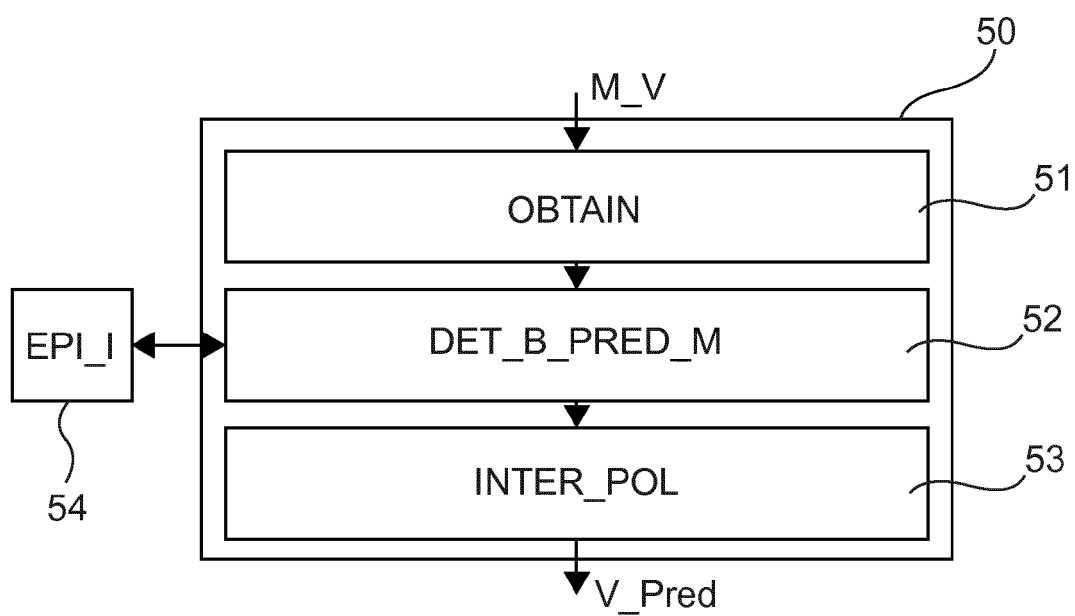 50
M_V
51
OBTAIN
52
EPI_I
DET_B_PRED_M
53
54
INTER_POL
V_Pred